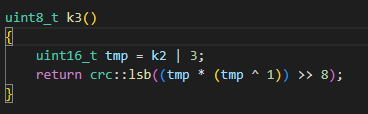 uint8_t k3()
{
    uint16_t tmp = k2 | 3;
    return crc::lsb((tmp * (tmp ^ 1)) >> 8);
}